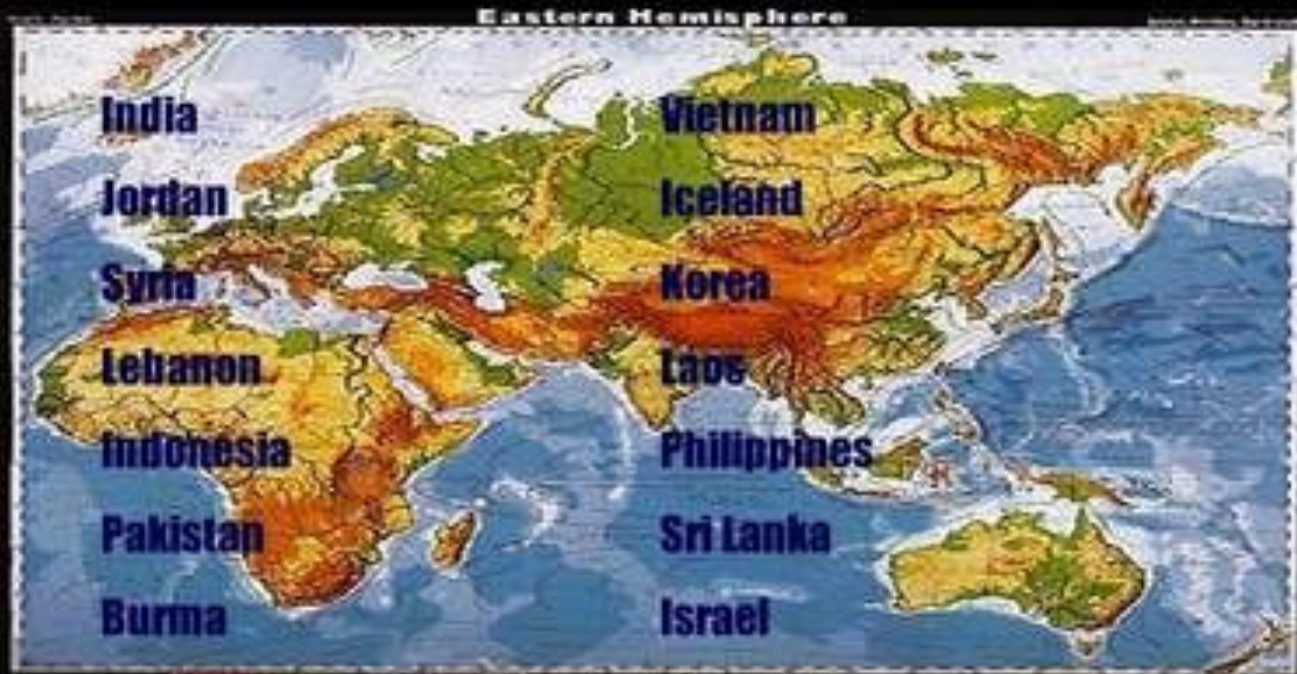 Eastern Hemisphere
India
Jordan
Syria
Lebanon
Indonesia
Pakistan
Burma
Vietnam
Iceland
Korea
Laos
Philippines
Sri Lanka
Israel